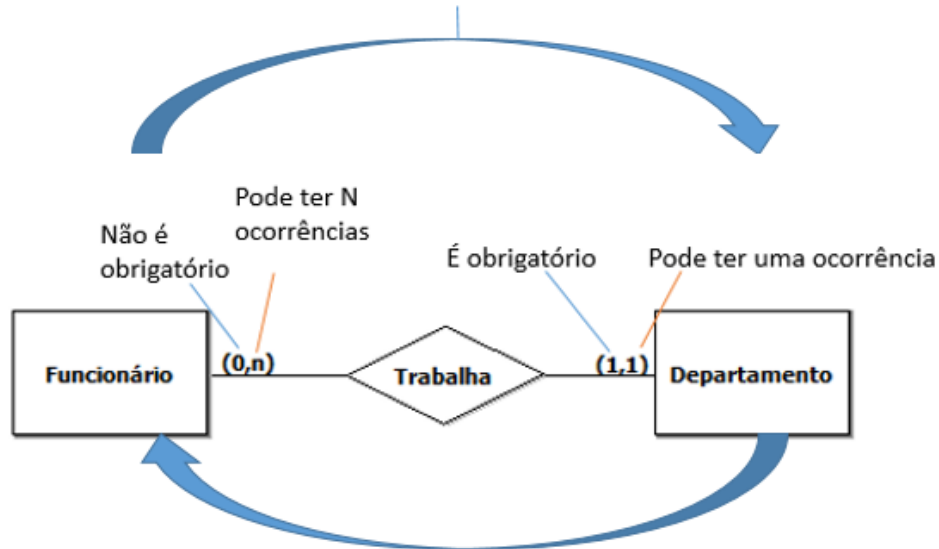 Pode ter N
ocorrências
Não é
obrigatório
É obrigatório
Pode ter uma ocorrência
Funcionário
(0,n)
Trabalha
(1,1)
Departamento